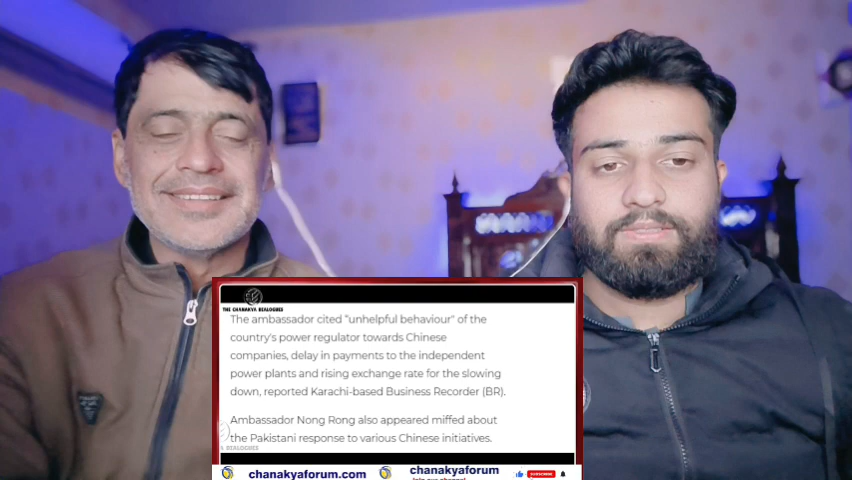 THE CHANAKYA DIALOGUES
The ambassador cited "unhelpful behaviour" of the
country's power regulator towards Chinese
companies, delay in payments to the independent
power plants and rising exchange rate for the slowing
down, reported Karachi-based Business Recorder (BR).
Ambassador Nong Rong also appeared miffed about
the Pakistani response to various Chinese initiatives.
chanakyaforum.com
chanakyaforum
SUBSCRIBE